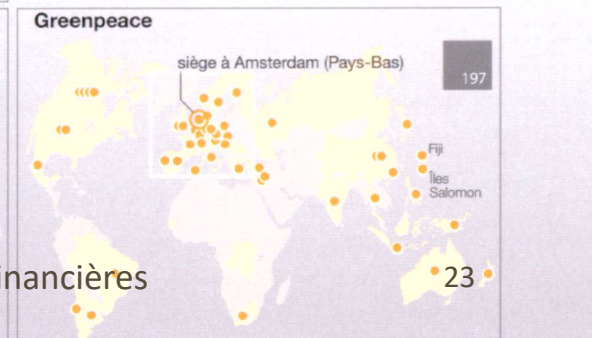 Greenpeace
siège à Amsterdam (Pays-Bas)
197
Fiji
Îles
Salomon
inancières
23